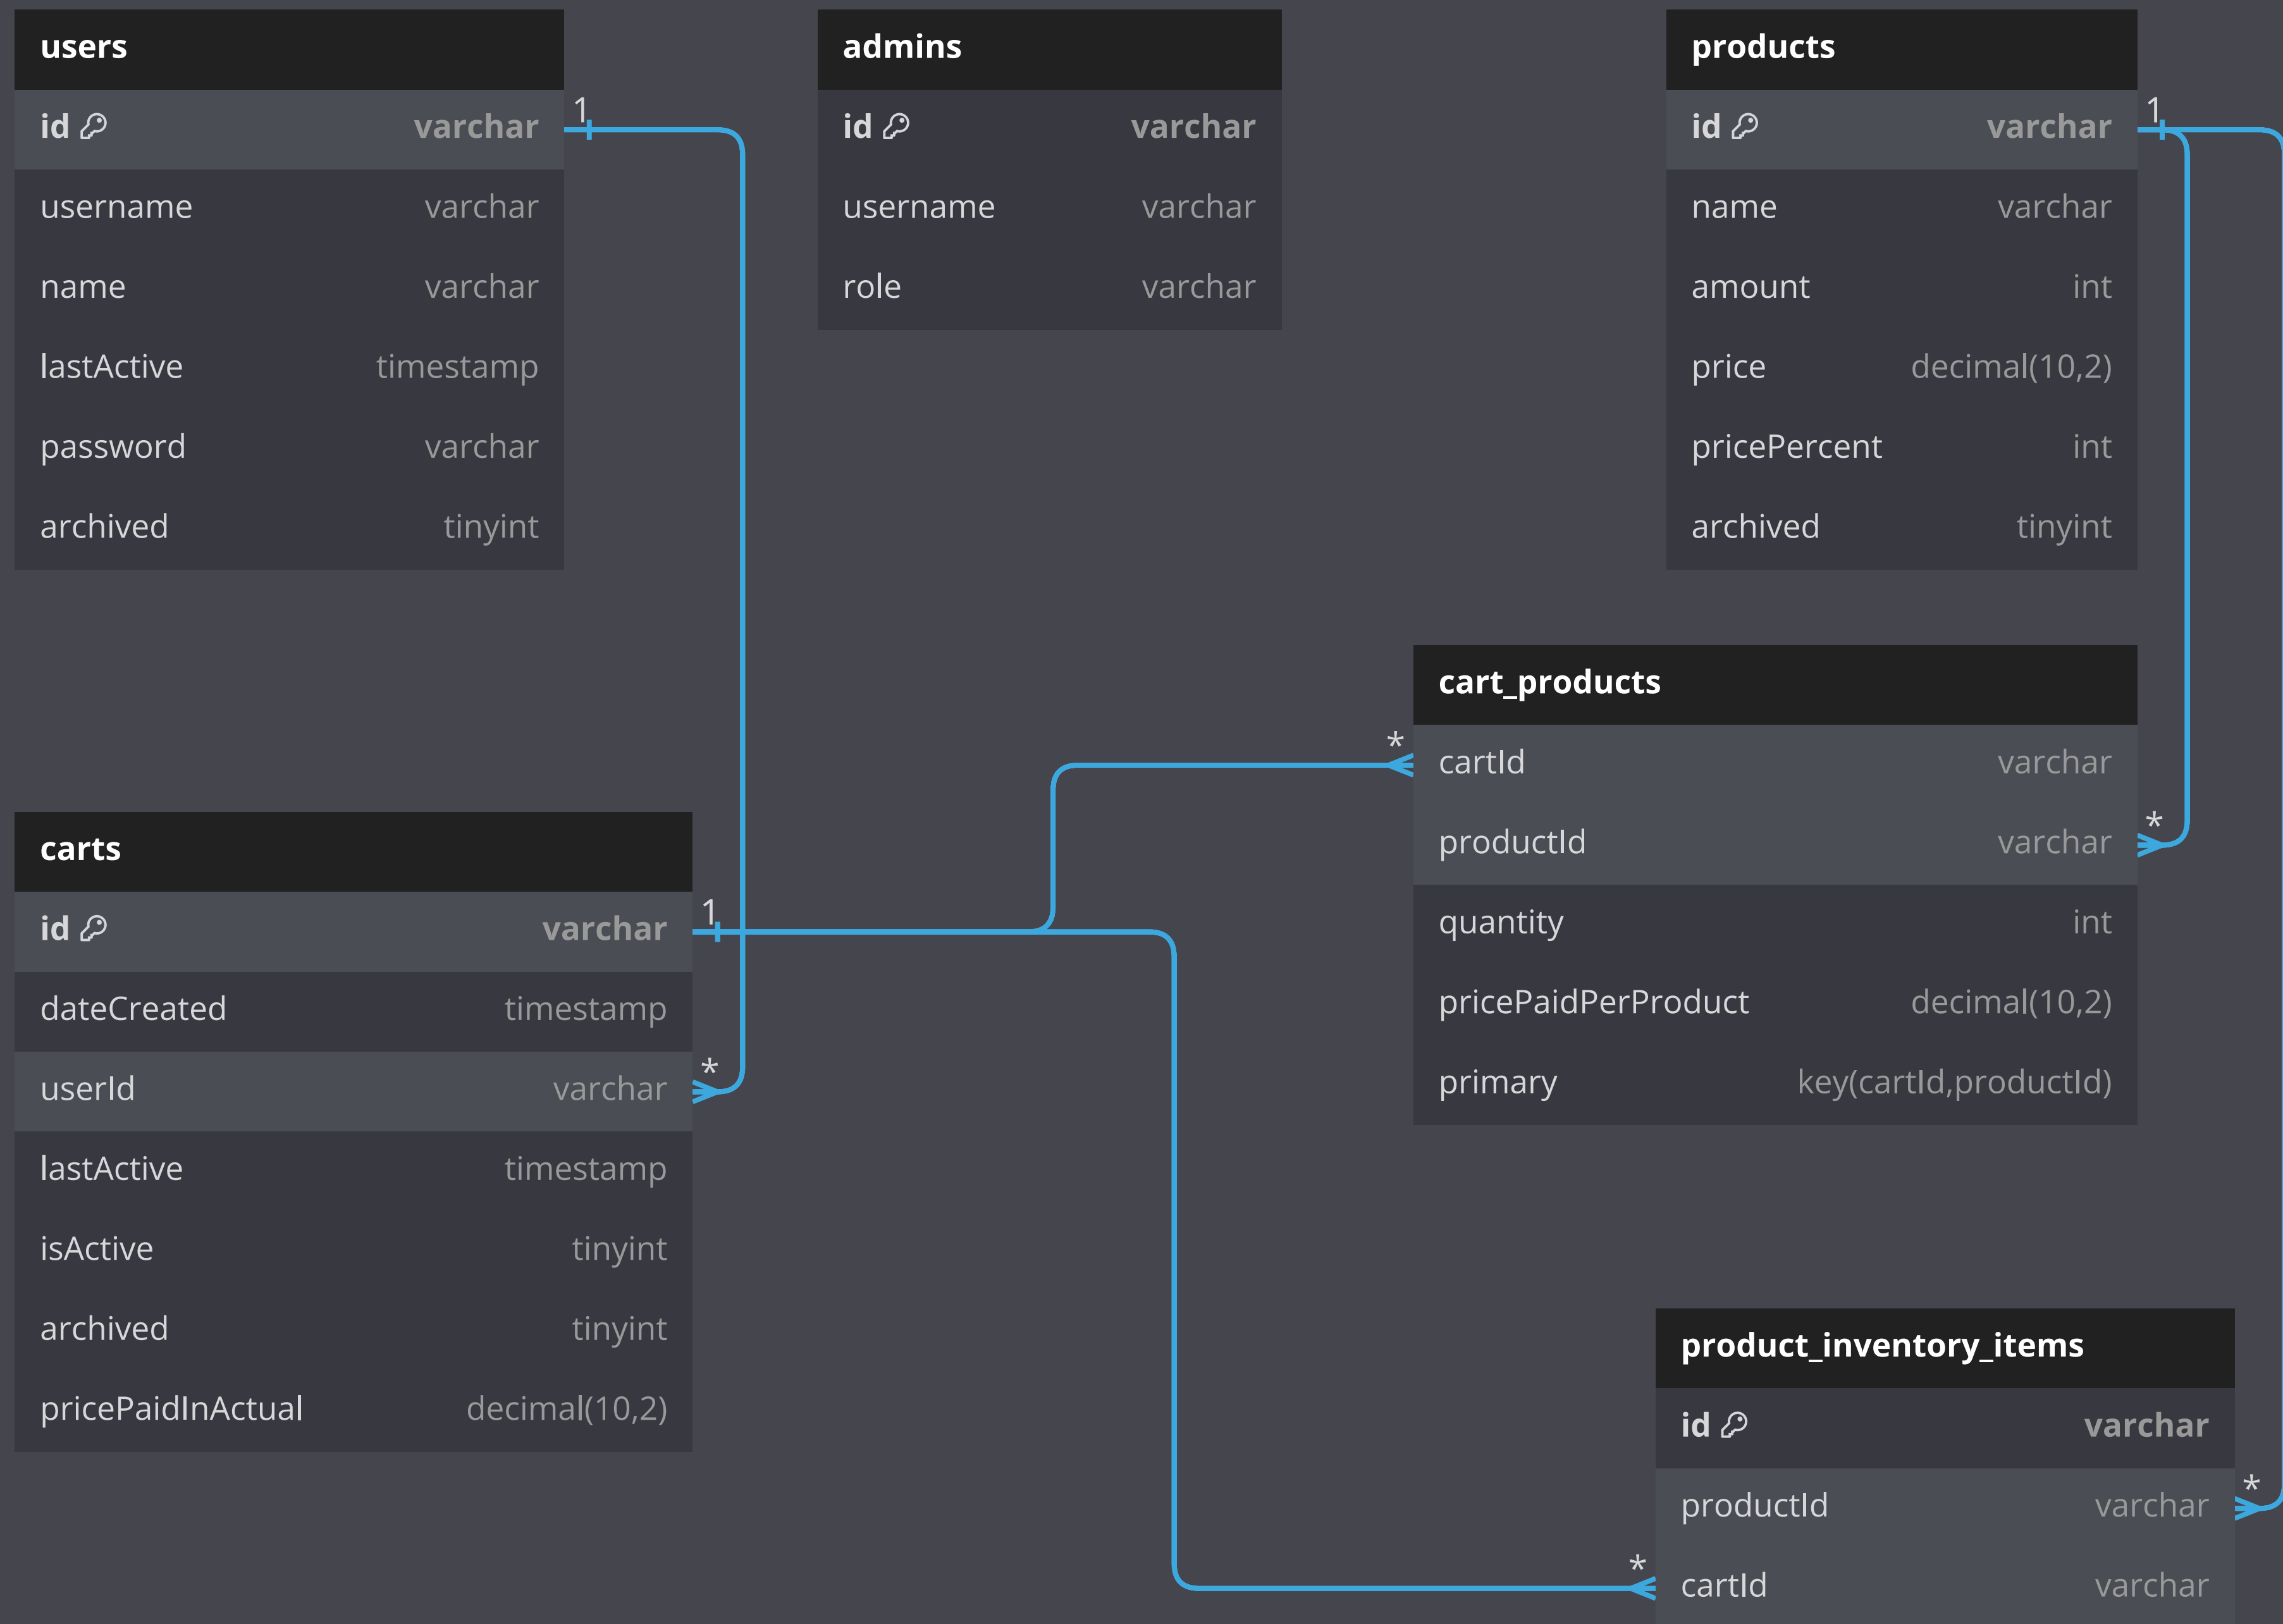 users
id varchar
username varchar
name varchar
lastActive timestamp
password varchar
archived tinyint
1
admins
id varchar
username varchar
role varchar
products
id varchar
name varchar
amount int
price decimal(10,2)
pricePercent int
archived tinyint
1
cart_products
* cartId varchar
productId varchar *
quantity int
pricePaidPerProduct decimal(10,2)
primary key(cartId,productId)
carts
id varchar 1
dateCreated timestamp
userId varchar *
lastActive timestamp
isActive tinyint
archived tinyint
pricePaidInActual decimal(10,2)
product_inventory_items
id varchar
productId varchar *
* cartId varchar